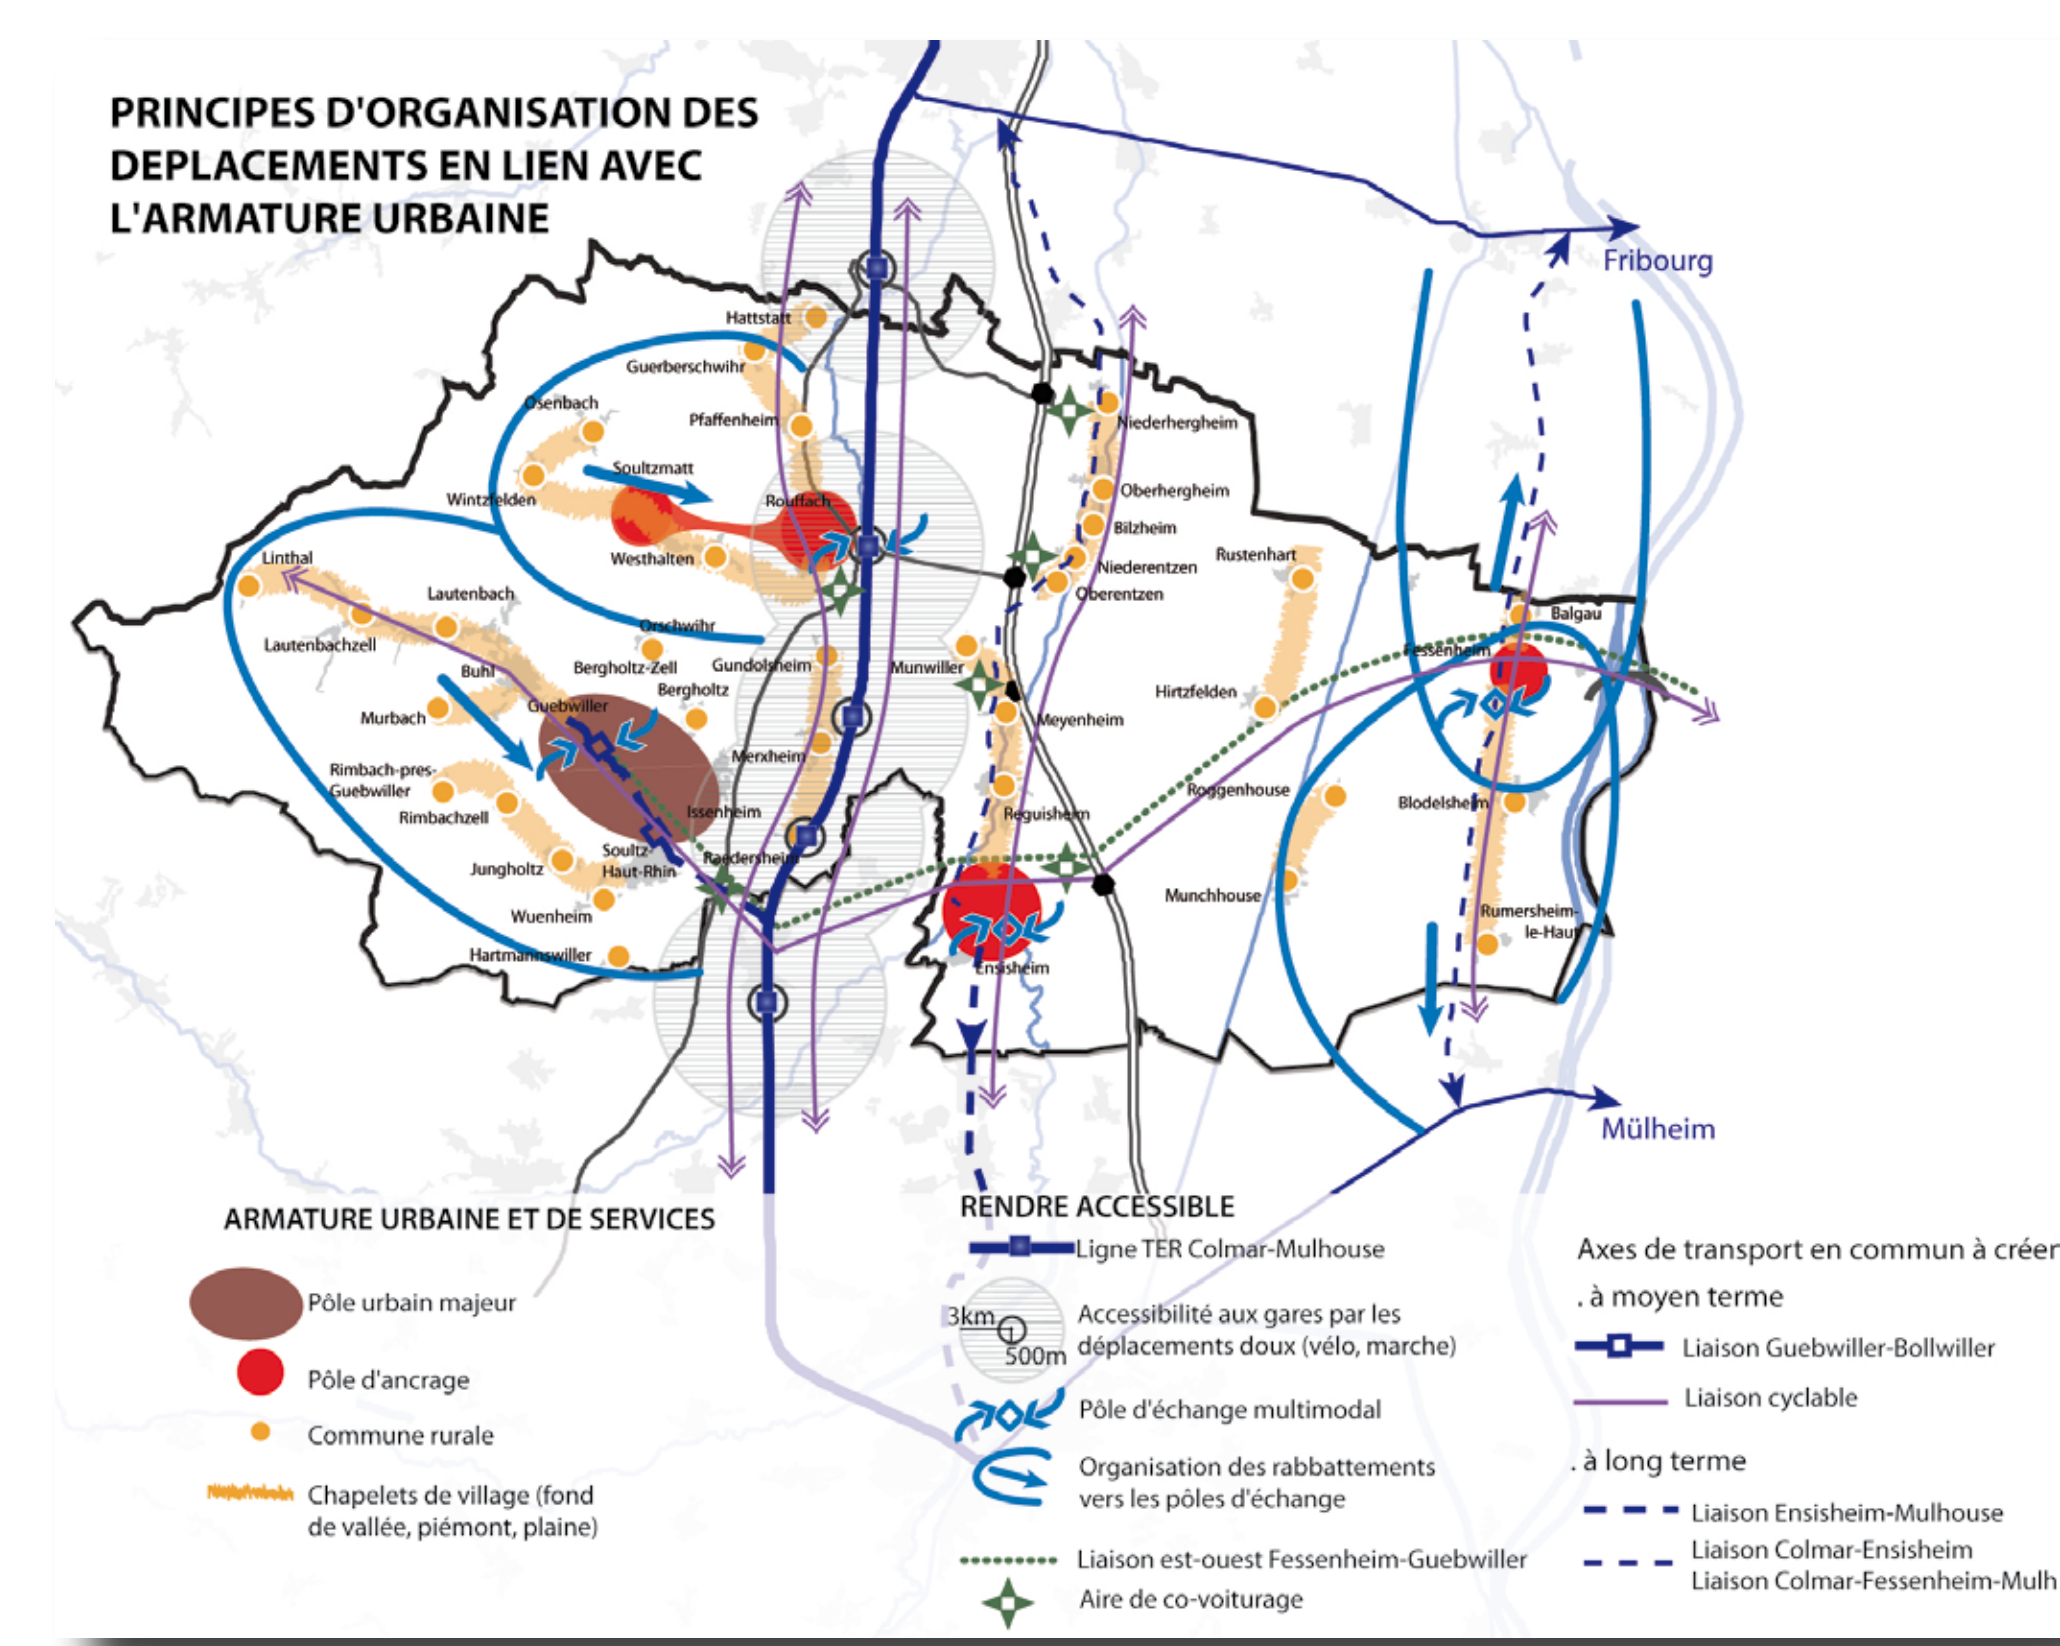 PRINCIPES D'ORGANISATION DES
DEPLACEMENTS EN LIEN AVEC
L'ARMATURE URBAINE
Fribourg
Hattstatt
Guerberschwihr
Osenbach
Pfaffenheim
Niederhergheim
Soultzmatt
Wintzfelden
Rouffach
Oberhergheim
Bilzheim
Westhalten
Linthal
Niederentzen
Rustenhart
Oberentzen
Lautenbach
Balgau
Orschwihr
Lautenbachzell
Fessenheim
Buhl
Bergholtz-Zell
Gundolsheim
Munwiller
Bergholtz
Hirtzfelden
Guebwiller
Murbach
Meyenheim
Merxheim
Rimbach-pres-
Guebwiller
Roggenhouse
Blodelsheim
Rimbachzell
Issenheim
Reguisheim
Soultz-
Haut-Rhin
Raedersheim
Jungholtz
Munchhouse
Wuenheim
Rumersheim-
le-Haut
Hartmannswiller
Ensisheim
Mülheim
ARMATURE URBAINE ET DE SERVICES
Pôle urbain majeur
Pôle d'ancrage
Commune rurale
Chapelets de village (fond
de vallée, piémont, plaine)
RENDRE ACCESSIBLE
Ligne TER Colmar-Mulhouse
3km
500m
Accessibilité aux gares par les
déplacements doux (vélo, marche)
Pôle d'échange multimodal
Organisation des rabbattements
vers les pôles d'échange
Liaison est-ouest Fessenheim-Guebwiller
Aire de co-voiturage
Axes de transport en commun à créer
. à moyen terme
Liaison Guebwiller-Bollwiller
Liaison cyclable
. à long terme
Liaison Ensisheim-Mulhouse
Liaison Colmar-Ensisheim
Liaison Colmar-Fessenheim-Mulh